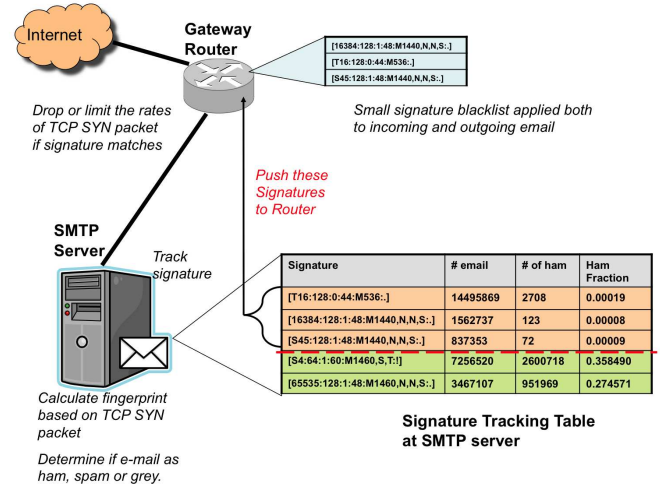 Internet
Gateway
Router
[16384:128:1:48:M1440,N,N,S:.]
[T16:128:0:44:M536:.]
[S45:128:1:48:M1440,N,N,S:.]
Drop or limit the rates
of TCP SYN packet
if signature matches
Small signature blacklist applied both
to incoming and outgoing email
Push these
Signatures
to Router
SMTP
Server
Track
signature
Signature # email # of ham Ham
Fraction
[T16:128:0:44:M536:.] 14495869 2708 0.00019
[16384:128:1:48:M1440,N,N,S:.] 1562737 123 0.00008
[S45:128:1:48:M1440,N,N,S:.] 837353 72 0.00009
[S4:64:1:60:M1460,S,T:!] 7256520 2600718 0.358490
[65535:128:1:48:M1460,N,N,S:.] 3467107 951969 0.274571
Calculate fingerprint
based on TCP SYN
packet
Determine if e-mail as
ham, spam or grey.
Signature Tracking Table
at SMTP server